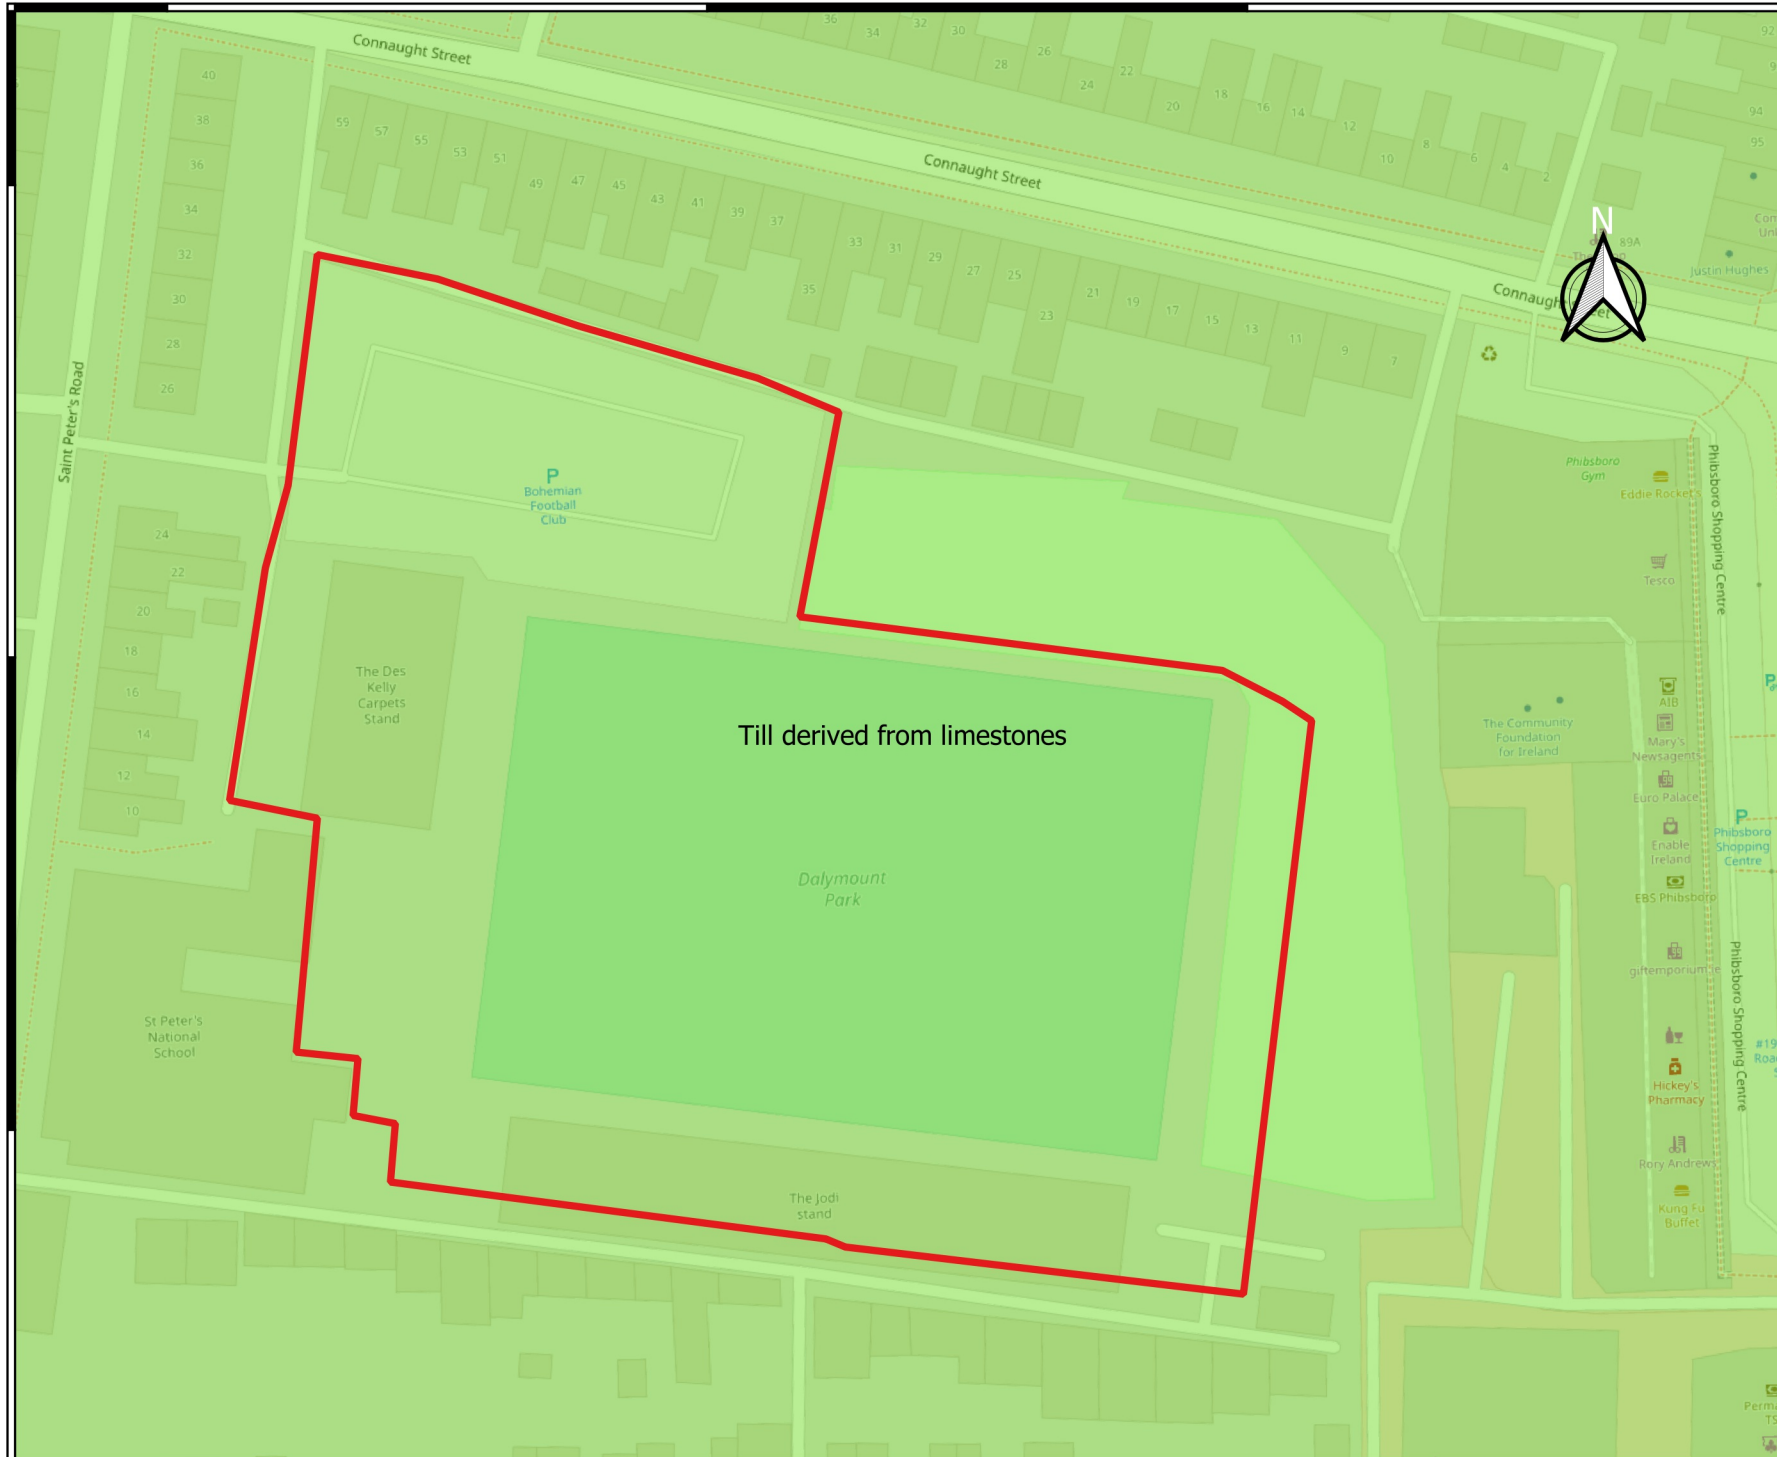 Connaught Street
Connaught Street
Saint Peter's Road
40
38
36
34
32
30
28
26
24
22
20
18
16
14
12
10
59
57
55
53
51
49
47
45
43
41
39
37
35
33
31
29
27
25
23
21
19
17
15
13
11
9
7
36
34
32
30
28
26
24
22
20
18
16
14
12
10
8
6
4
2
92
94
95
N
89A
Justin Hughes
P
Bohemian
Football
Club
The Des
Kelly
Carpets
Stand
Till derived from limestones
Dalymount
Park
The Jodi
stand
St Peter's
National
School
Phibsboro
Gym
Eddie Rocket's
Tesco
Phibsboro Shopping Centre
AIB
The Community
Foundation
for Ireland
Mary's
Newsagents
Euro Palace
P
Phibsboro
Shopping
Centre
Enable
Ireland
EBS Phibsboro
giftemporium.ie
Phibsboro Shopping Centre
#19
Hickey's
Pharmacy
Rory Andrews
Kung Fu
Buffet